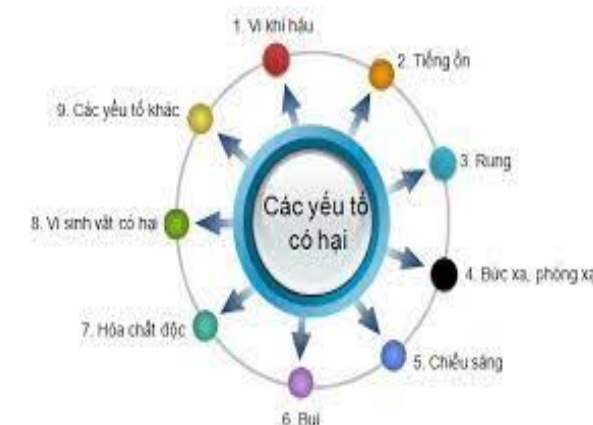 1. Vi khí hậu
2. Tiếng ồn
3. Rung
4. Bức xạ, phóng xạ
5. Chiếu sáng
6. Bụi
7. Hóa chất độc
8. Vi sinh vật có hại
9. Các yếu tố khác
Các yếu tố
có hại